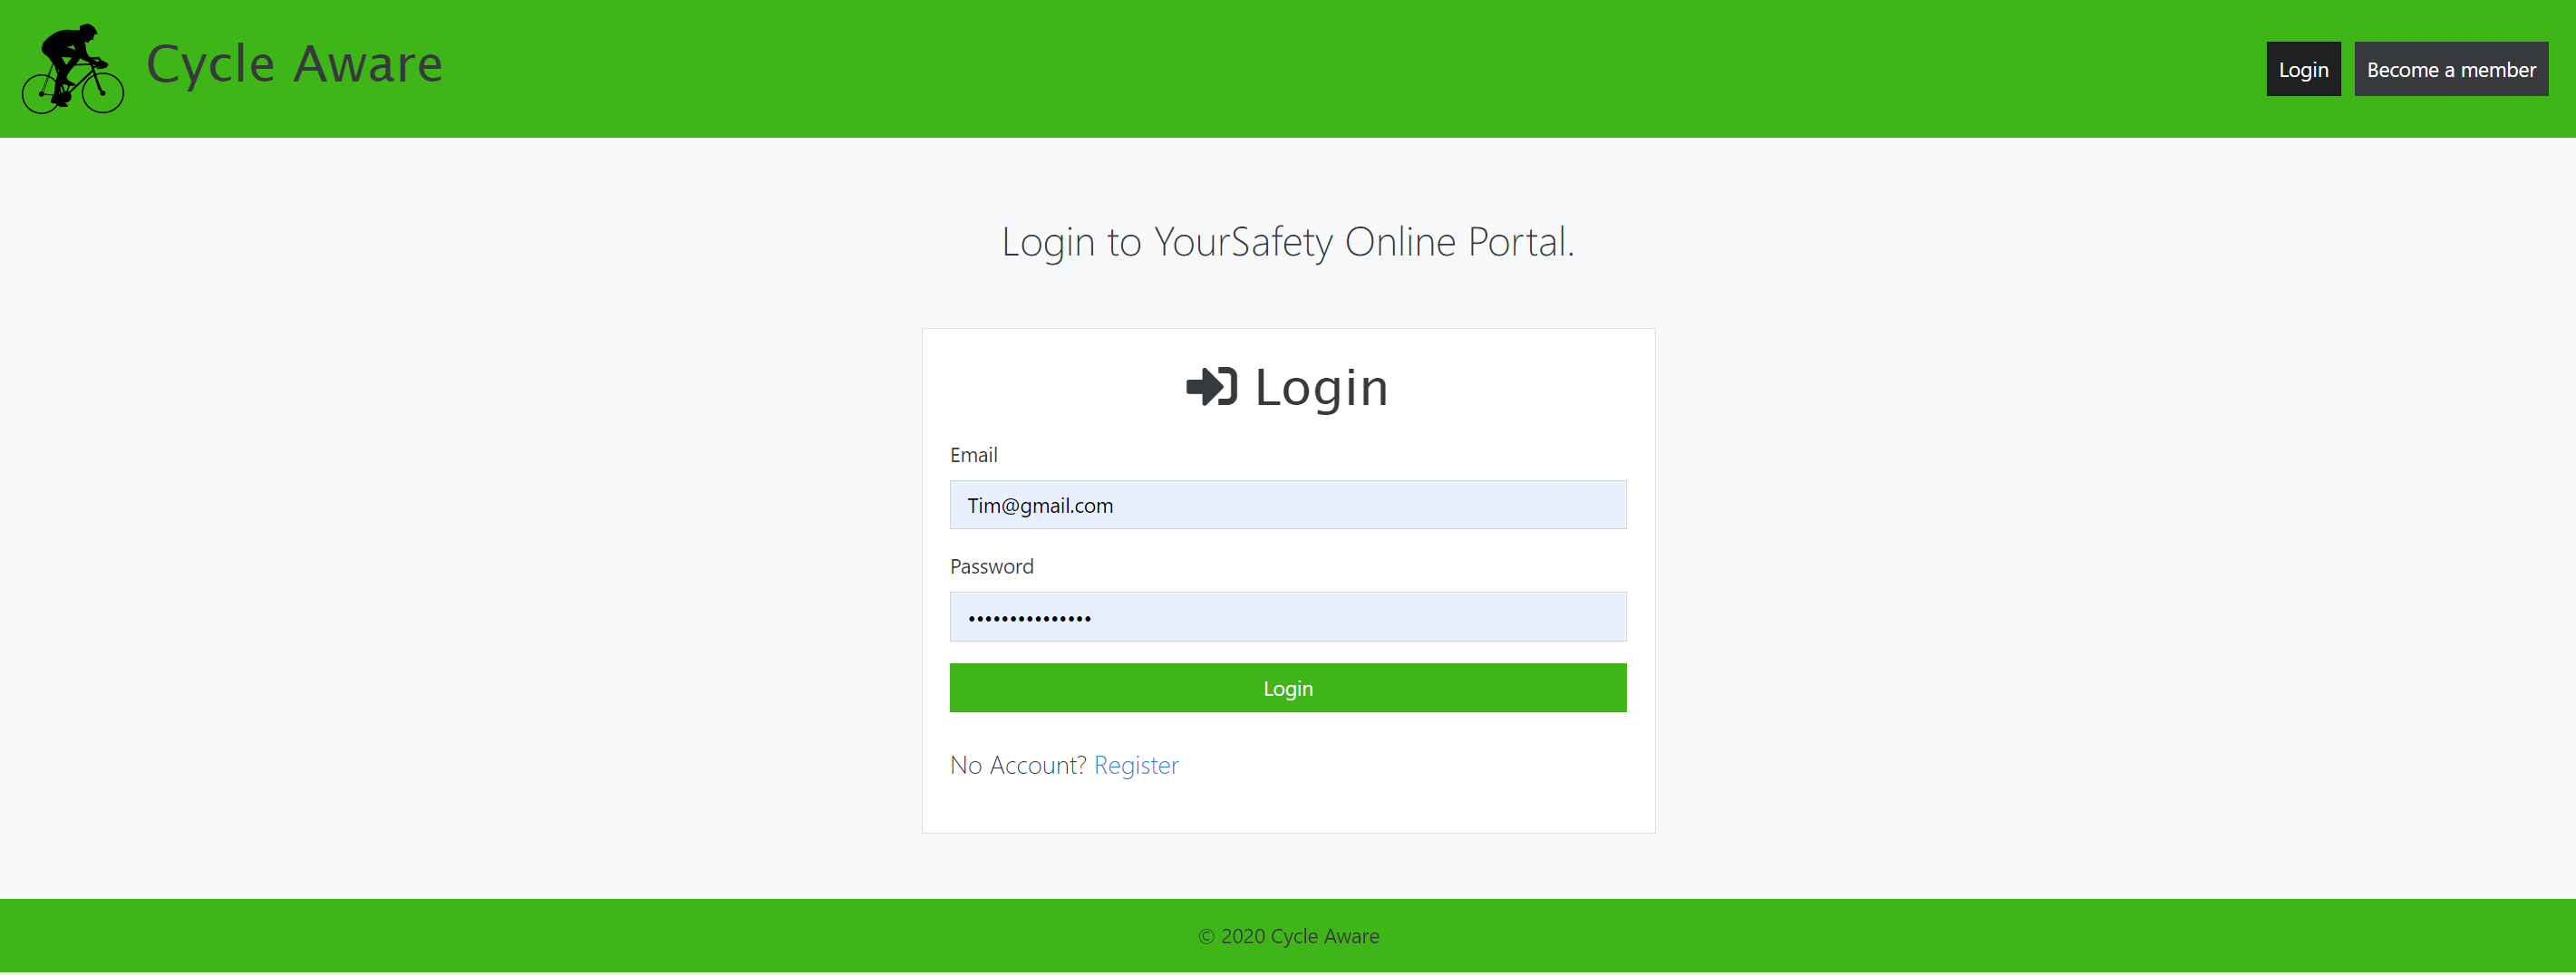 Cycle Aware
Login
Become a member
Login to YourSafety Online Portal.
Login
Email
Tim@gmail.com
Password
•••••••••••••••
Login
No Account? Register
© 2020 Cycle Aware